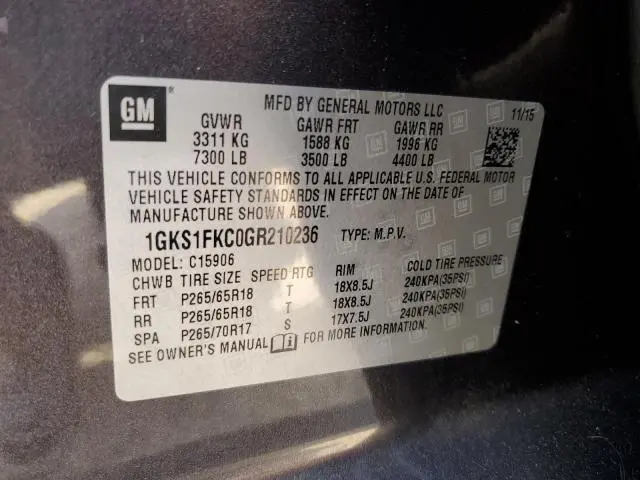 GM ®
MFD BY GENERAL MOTORS LLC 11/15
GVWR GAWR FRT GAWR RR
3311 KG 1588 KG 1996 KG
7300 LB 3500 LB 4400 LB
THIS VEHICLE CONFORMS TO ALL APPLICABLE U.S. FEDERAL MOTOR
VEHICLE SAFETY STANDARDS IN EFFECT ON THE DATE OF
MANUFACTURE SHOWN ABOVE.
1GKS1FKC0GR210236 TYPE: M.P.V.
MODEL: C15906
CHWB TIRE SIZE SPEED RTG RIM COLD TIRE PRESSURE
FRT P265/65R18 T 18X8.5J 240KPA(35PSI)
RR P265/65R18 T 18X8.5J 240KPA(35PSI)
SPA P265/70R17 S 17X7.5J 240KPA(35PSI)
SEE OWNER'S MANUAL FOR MORE INFORMATION.